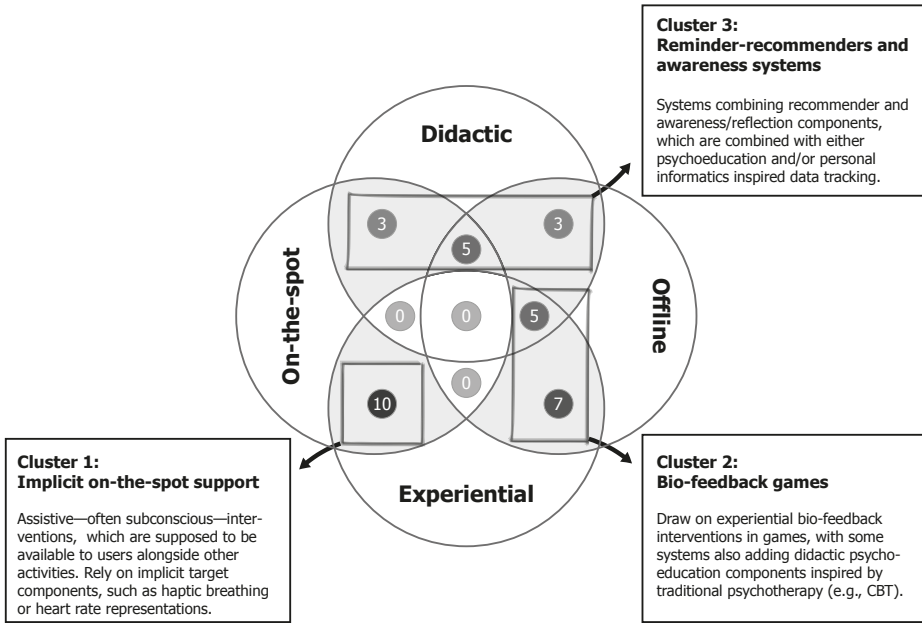 Cluster 3:
Reminder-recommenders and
awareness systems
Systems combining recommender and
awareness/reflection components,
which are combined with either
psychoeducation and/or personal
informatics inspired data tracking.
Didactic
3
3
5
On-the-spot
Offline
0
0
5
0
10
7
Experiential
Cluster 1:
Implicit on-the-spot support
Assistive—often subconscious—inter-
ventions, which are supposed to be
available to users alongside other
activities. Rely on implicit target
components, such as haptic breathing
or heart rate representations.
Cluster 2:
Bio-feedback games
Draw on experiential bio-feedback
interventions in games, with some
systems also adding didactic psycho-
education components inspired by
traditional psychotherapy (e.g., CBT).